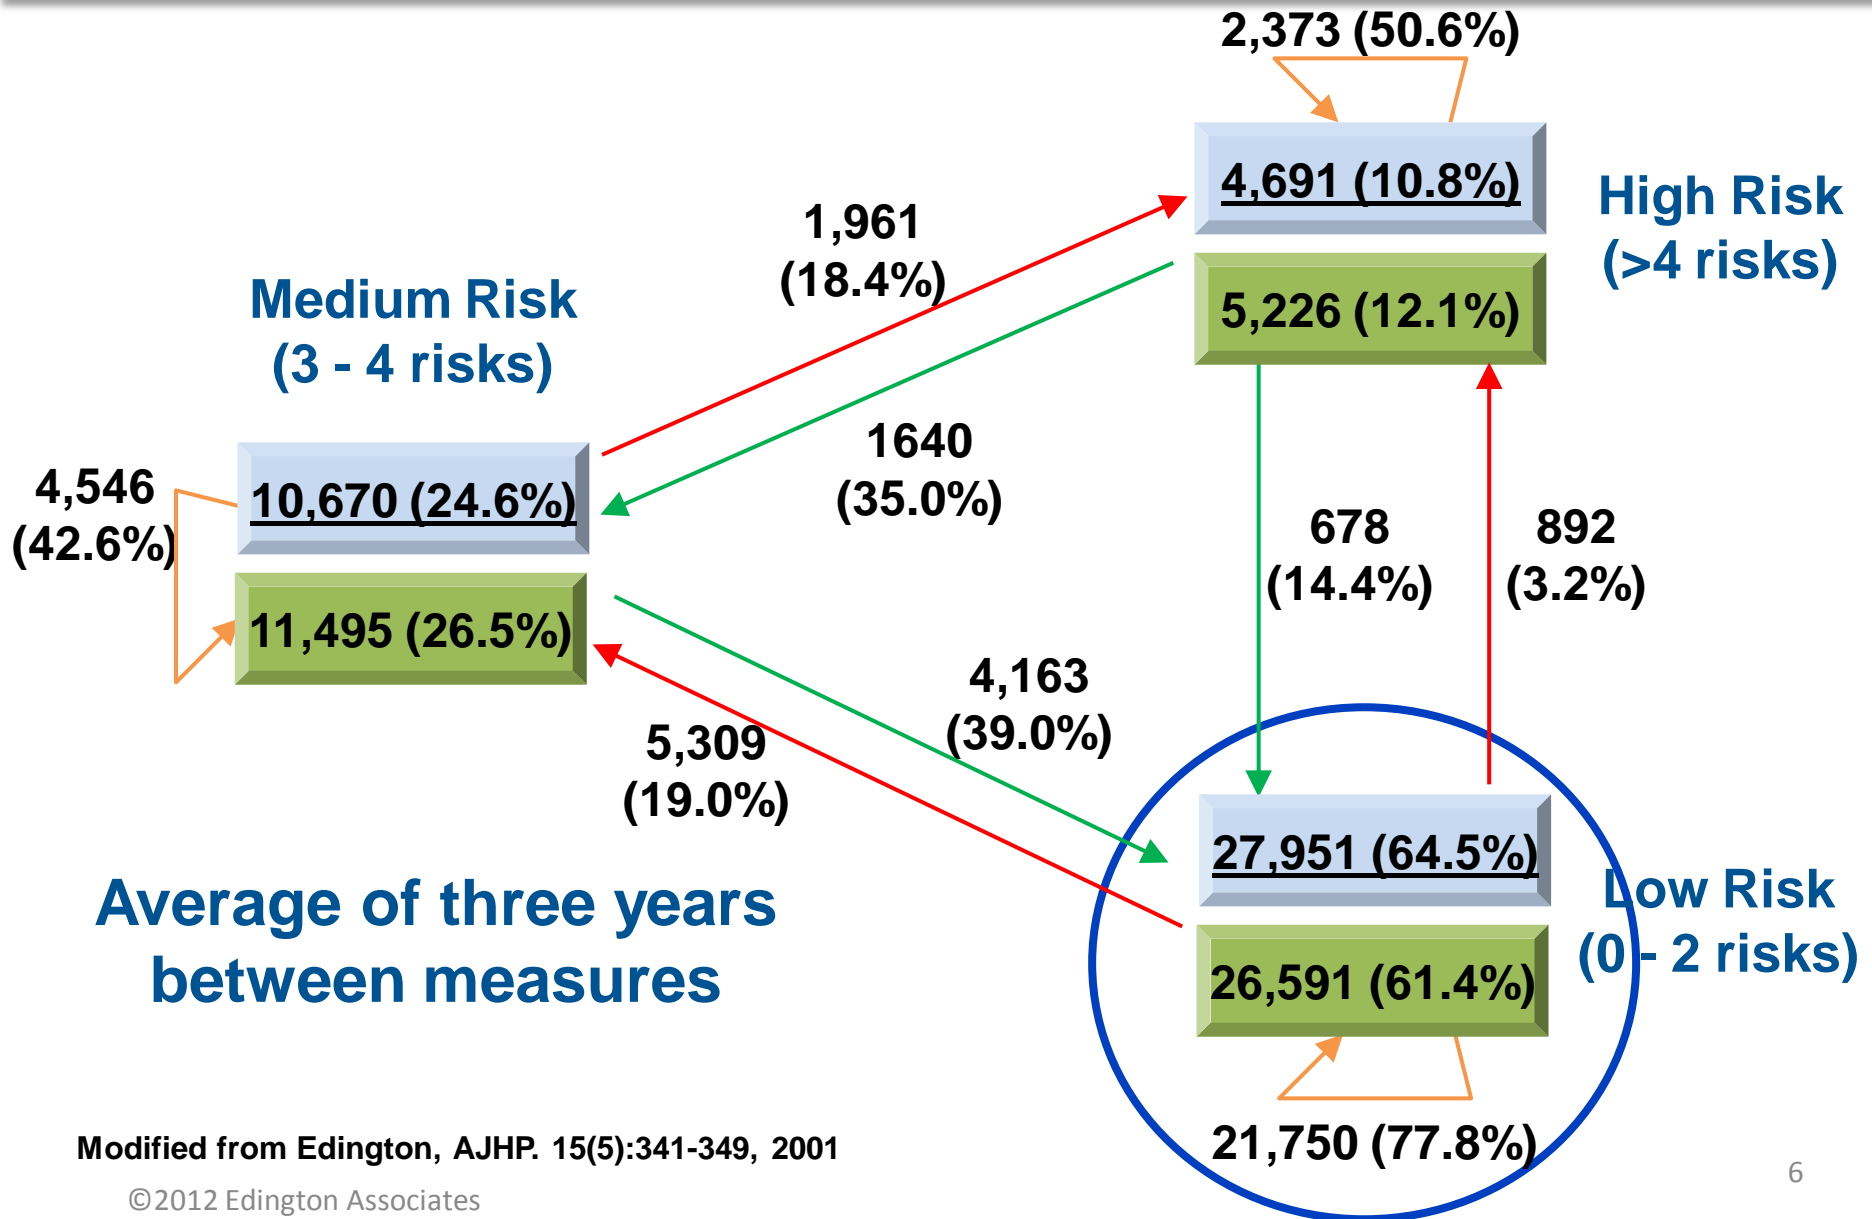 2,373 (50.6%)
4,691 (10.8%)
High Risk
(>4 risks)
5,226 (12.1%)
1,961
(18.4%)
Medium Risk
(3 - 4 risks)
1640
(35.0%)
4,546
(42.6%)
10,670 (24.6%)
11,495 (26.5%)
678
(14.4%)
892
(3.2%)
4,163
(39.0%)
5,309
(19.0%)
27,951 (64.5%)
Low Risk
(0 - 2 risks)
26,591 (61.4%)
21,750 (77.8%)
Average of three years
between measures
Modified from Edington, AJHP. 15(5):341-349, 2001
©2012 Edington Associates
6